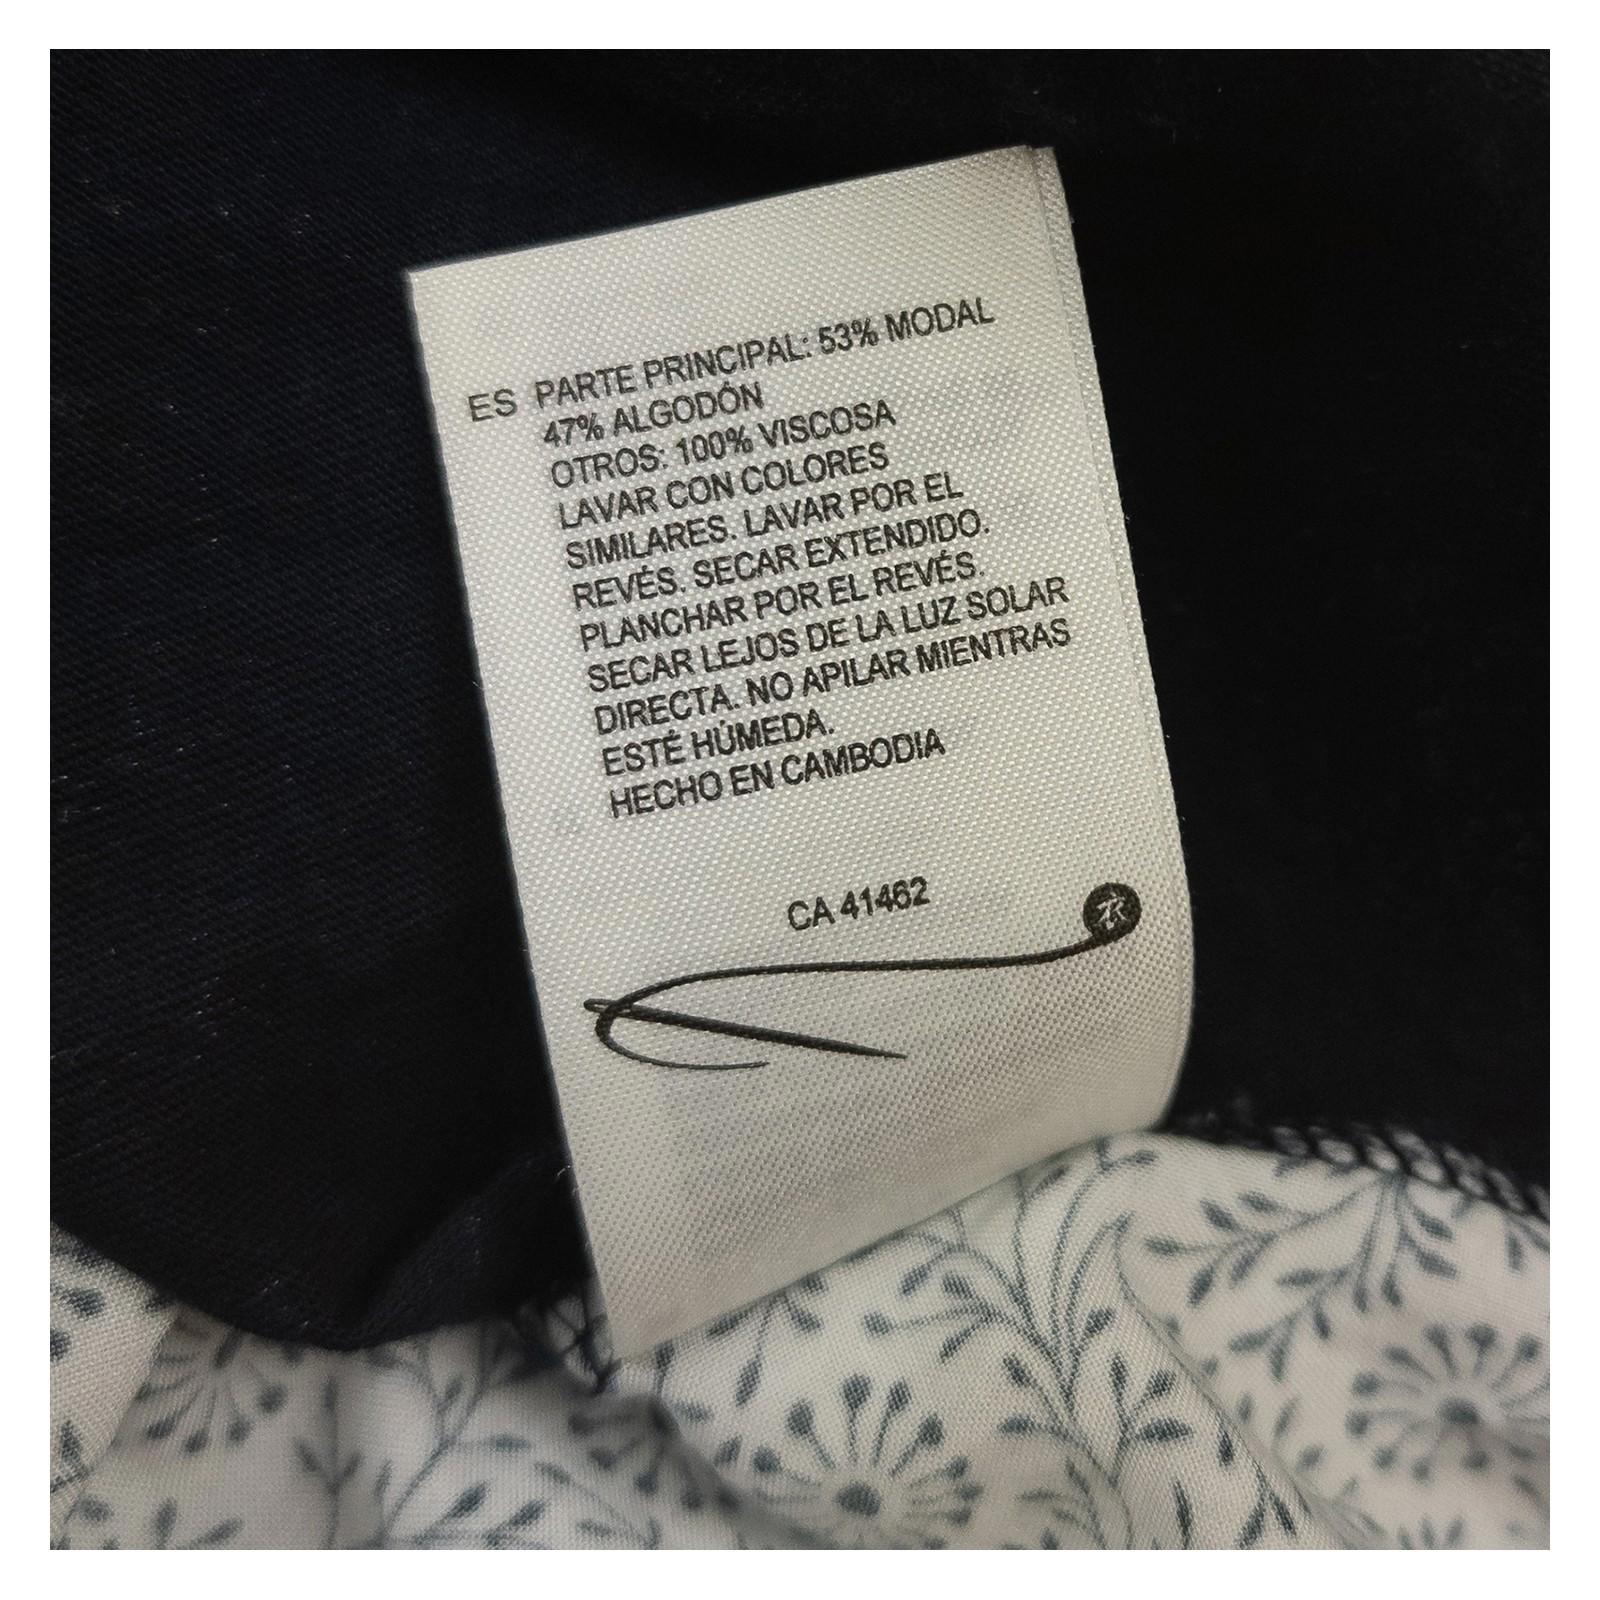 ES PARTE PRINCIPAL: 53% MODAL
47% ALGODÓN
OTROS: 100% VISCOSA
LAVAR CON COLORES
SIMILARES. LAVAR POR EL
REVÉS. SECAR EXTENDIDO.
PLANCHAR POR EL REVÉS.
SECAR LEJOS DE LA LUZ SOLAR
DIRECTA. NO APILAR MIENTRAS
ESTÉ HÚMEDA.
HECHO EN CAMBODIA
CA 41462